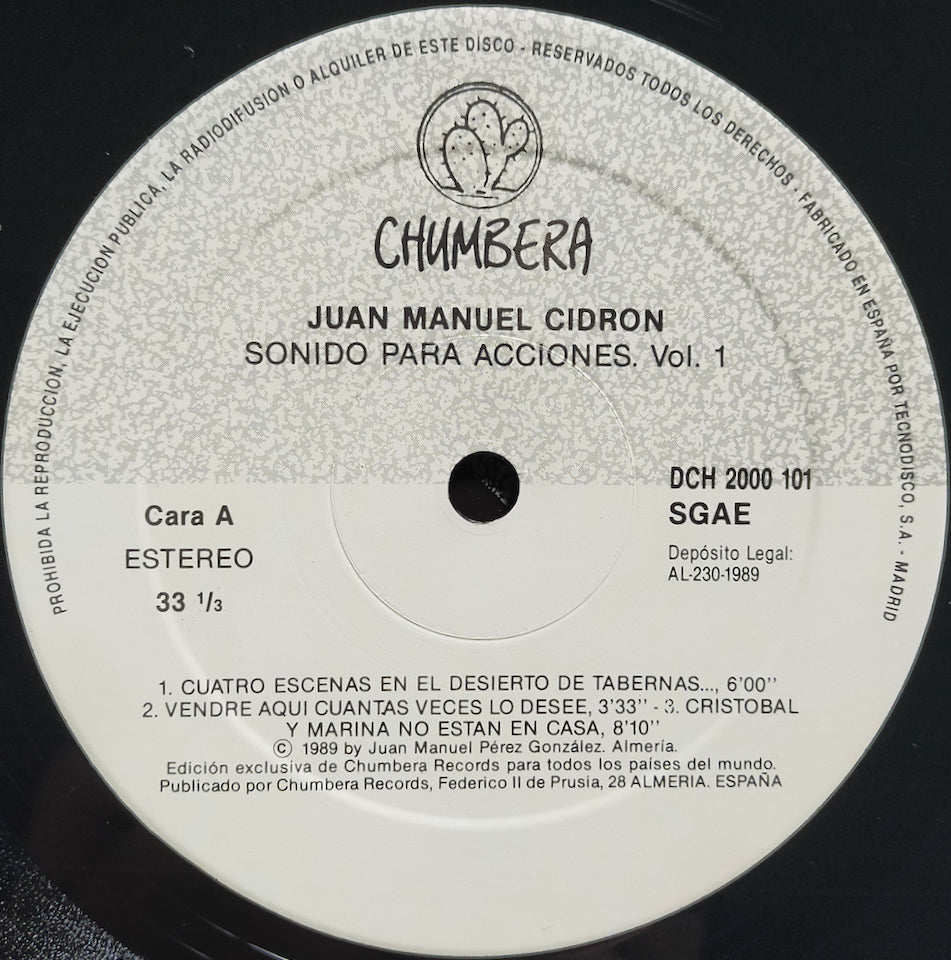 PROHIBIDA LA REPRODUCCION, LA EJECUCION PUBLICA, LA RADIODIFUSION O ALQUILER DE ESTE DISCO - RESERVADOS TODOS LOS DERECHOS - FABRICADO EN ESPAÑA POR TECNODISCO, S.A. - MADRID
CHUMBERA
JUAN MANUEL CIDRON
SONIDO PARA ACCIONES. Vol. 1
Cara A
ESTEREO
33 1/3
DCH 2000 101
SGAE
Depósito Legal:
AL-230-1989
1. CUATRO ESCENAS EN EL DESIERTO DE TABERNAS..., 6'00''
2. VENDRE AQUI CUANTAS VECES LO DESEE, 3'33'' - 3. CRISTOBAL
Y MARINA NO ESTAN EN CASA, 8'10''
© 1989 by Juan Manuel Pérez González. Almería.
Edición exclusiva de Chumbera Records para todos los países del mundo.
Publicado por Chumbera Records, Federico II de Prusia, 28 ALMERIA. ESPAÑA